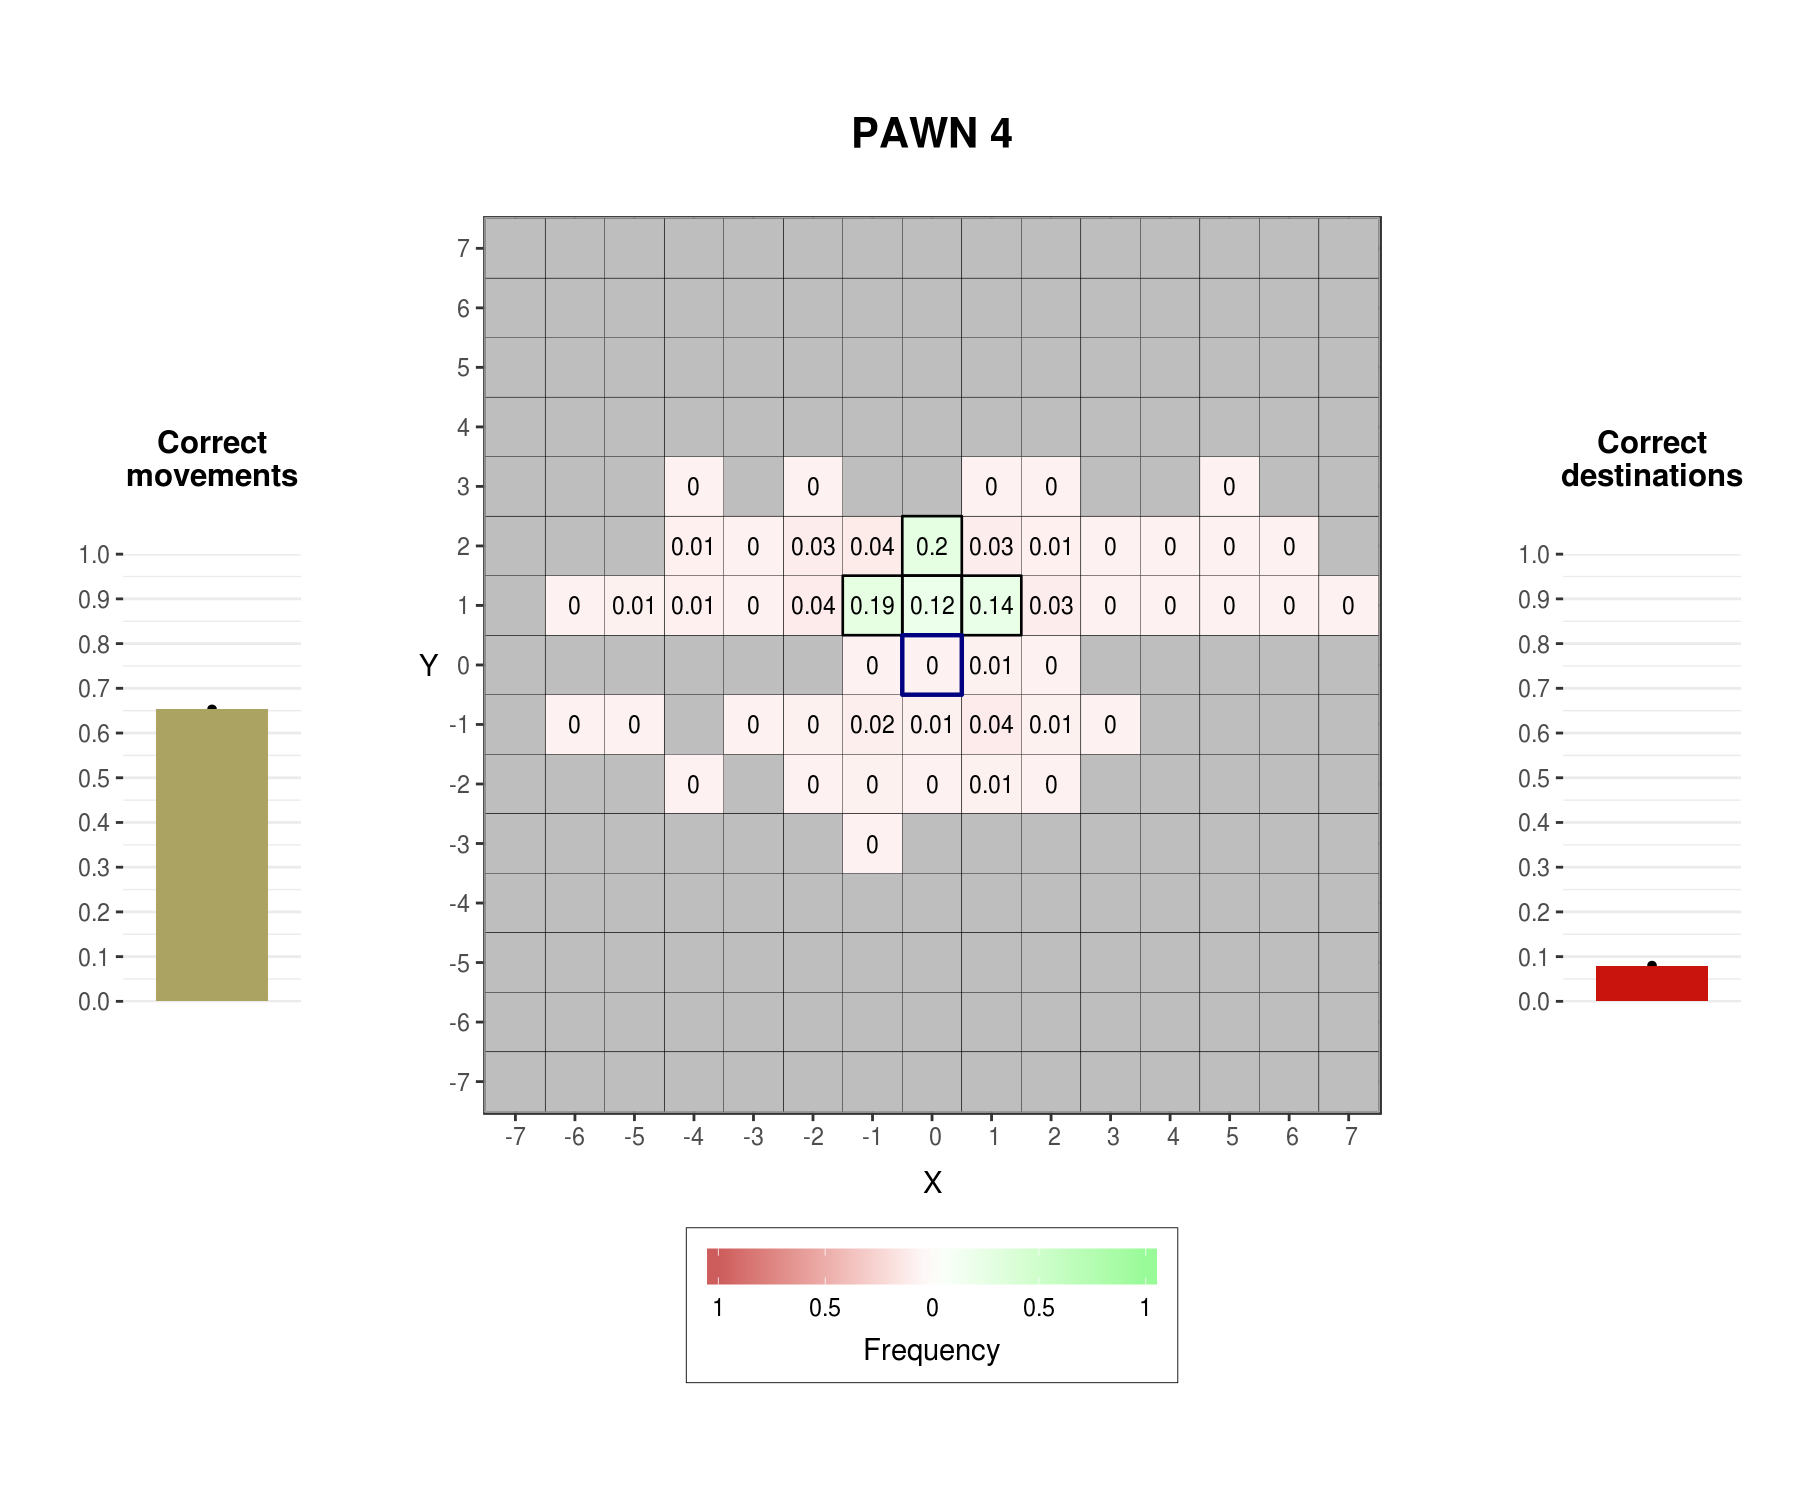 PAWN 4
Correct
movements
1.0
0.9
0.8
0.7
0.6
0.5
0.4
0.3
0.2
0.1
0.0
Y
7
6
5
4
3 0 0 0 0 0
2 0.01 0 0.03 0.04 0.2 0.03 0.01 0 0 0 0
1 0 0.01 0.01 0 0.04 0.19 0.12 0.14 0.03 0 0 0 0 0
0 0 0 0.01 0
-1 0 0 0 0 0.02 0.01 0.04 0.01 0
-2 0 0 0 0 0.01 0
-3 0
-4
-5
-6
-7
-7 -6 -5 -4 -3 -2 -1 0 1 2 3 4 5 6 7
X
1 0.5 0 0.5 1
Frequency
Correct
destinations
1.0
0.9
0.8
0.7
0.6
0.5
0.4
0.3
0.2
0.1
0.0